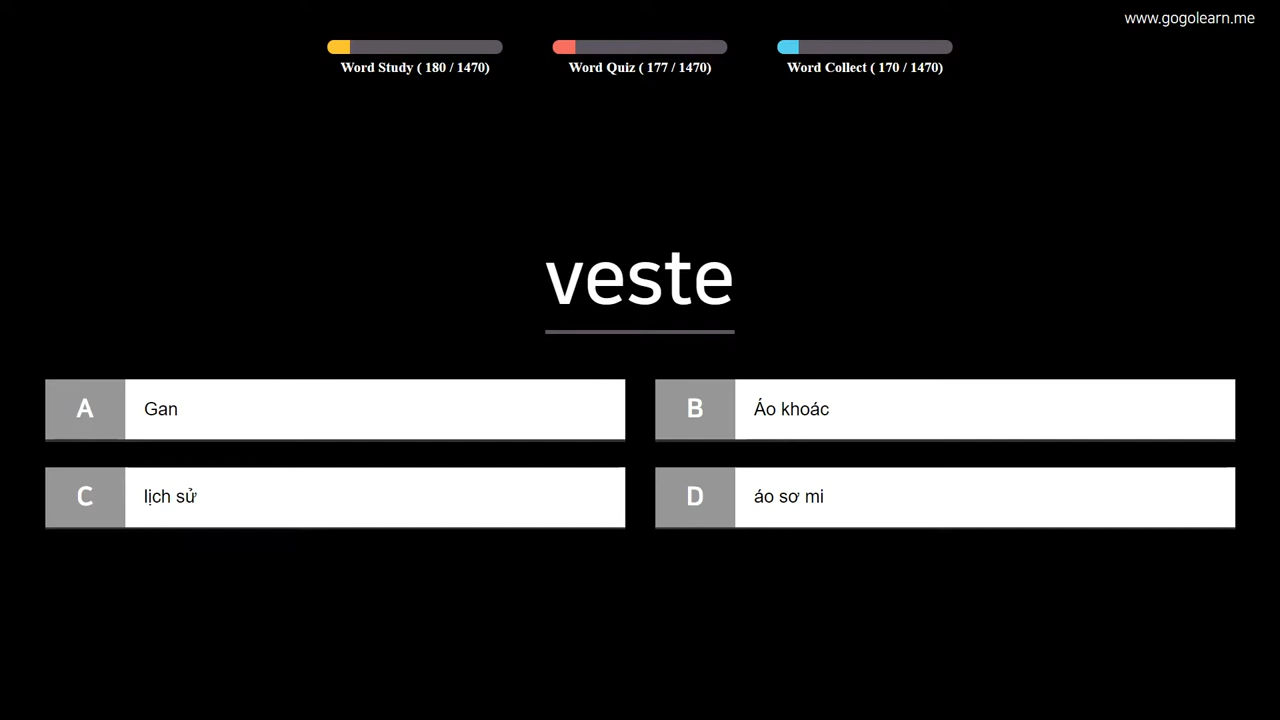 www.gogolearn.me
Word Study ( 180 / 1470)
Word Quiz ( 177 / 1470)
Word Collect ( 170 / 1470)
veste
A Gan
B Áo khoác
C lịch sử
D áo sơ mi